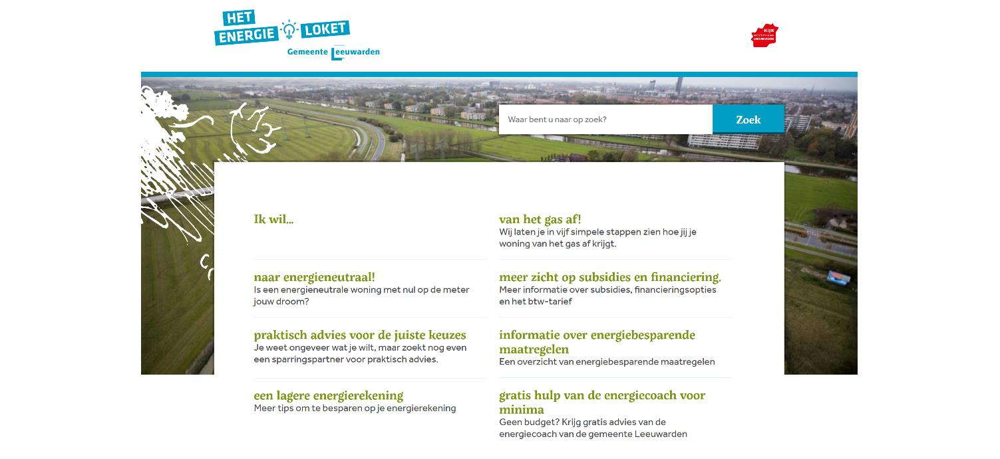 HET
ENERGIE LOKET
Gemeente Leeuwarden
KIJK
LEEUWARDEN
Waar bent u naar op zoek?
Zoek
Ik wil...
van het gas af!
Wij laten je in vijf simpele stappen zien hoe jij je
woning van het gas af krijgt.
naar energieneutraal!
Is een energieneutrale woning met nul op de meter
jouw droom?
meer zicht op subsidies en financiering.
Meer informatie over subsidies, financieringsopties
en het btw-tarief
praktisch advies voor de juiste keuzes
Je weet ongeveer wat je wilt, maar zoekt nog even
een sparringspartner voor praktisch advies.
informatie over energiebesparende
maatregelen
Een overzicht van energiebesparende maatregelen
een lagere energierekening
Meer tips om te besparen op je energierekening
gratis hulp van de energiecoach voor
minima
Geen budget? Krijg gratis advies van de
energiecoach van de gemeente Leeuwarden